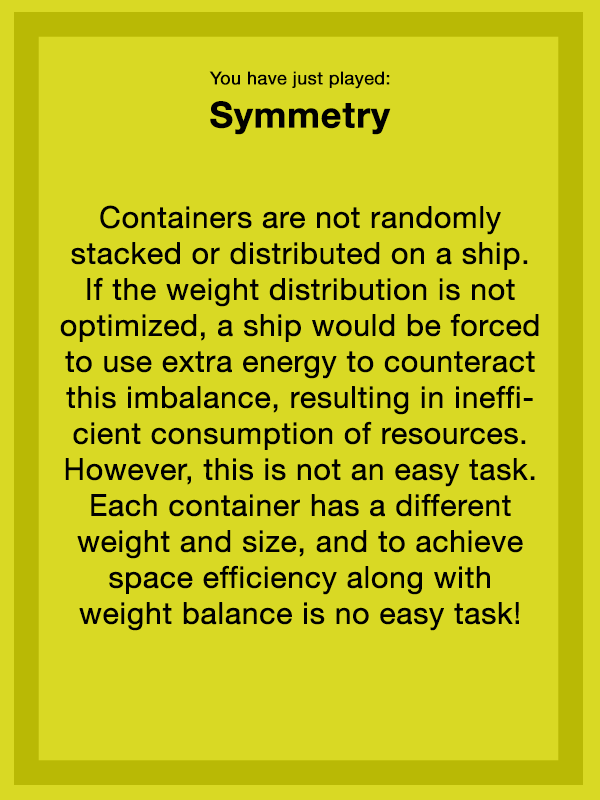 You have just played:
Symmetry
Containers are not randomly
stacked or distributed on a ship.
If the weight distribution is not
optimized, a ship would be forced
to use extra energy to counteract
this imbalance, resulting in ineffi-
cient consumption of resources.
However, this is not an easy task.
Each container has a different
weight and size, and to achieve
space efficiency along with
weight balance is no easy task!